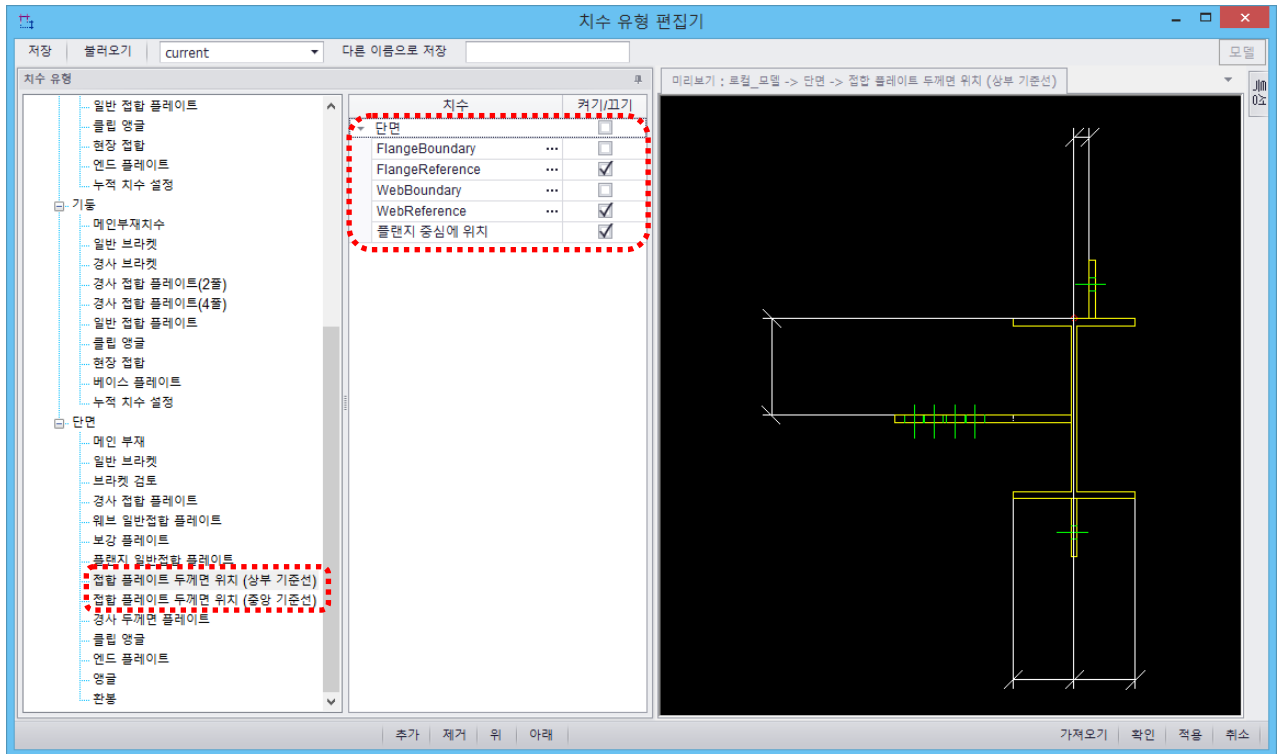 치수 유형 편집기
저장 불러오기 current 다른 이름으로 저장 모델
치수 유형
일반 접합 플레이트
클립 앵글
현장 접합
엔드 플레이트
누적 치수 설정
기둥
메인부재치수
일반 브라켓
경사 브라켓
경사 접합 플레이트(2풀)
경사 접합 플레이트(4풀)
일반 접합 플레이트
클립 앵글
현장 접합
베이스 플레이트
누적 치수 설정
단면
메인 부재
일반 브라켓
브라켓 검토
경사 접합 플레이트
웨브 일반접합 플레이트
보강 플레이트
플랜지 일반접합 플레이트
접합 플레이트 두께면 위치 (상부 기준선)
접합 플레이트 두께면 위치 (중앙 기준선)
경사 두께면 플레이트
클립 앵글
엔드 플레이트
앵글
환봉
치수 켜기/끄기
단면
FlangeBoundary ...
FlangeReference ...
WebBoundary ...
WebReference ...
플랜지 중심에 위치
미리보기 : 로컬_모델 -> 단면 -> 접합 플레이트 두께면 위치 (상부 기준선)
추가 제거 위 아래
가져오기 확인 적용 취소